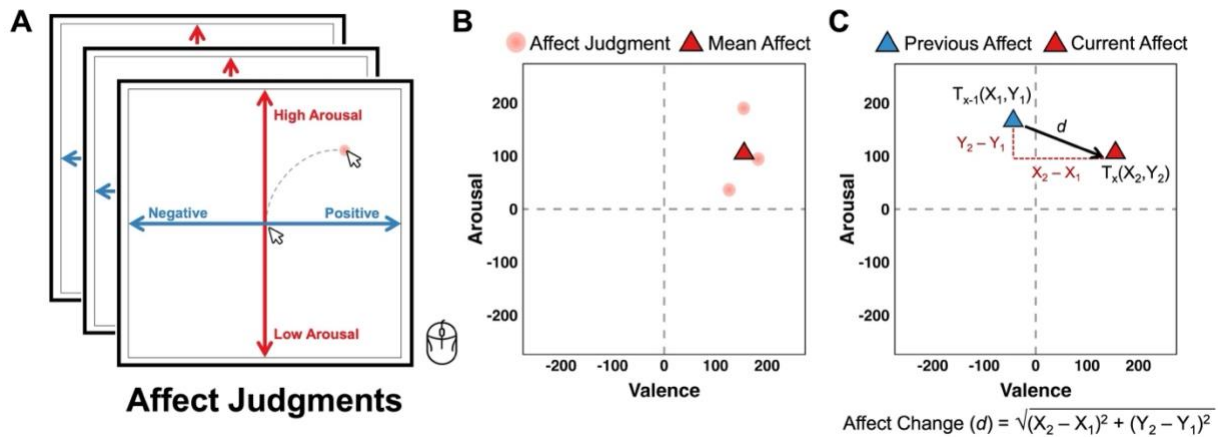 A
High Arousal
Negative
Positive
Low Arousal
Affect Judgments
B
Affect Judgment
Mean Affect
Arousal
200
100
0
-100
-200
-200
-100
0
100
200
Valence
C
Previous Affect
Current Affect
Arousal
200
100
0
-100
-200
Tx-1(X1,Y1)
d
Y2 – Y1
X2 – X1
Tx(X2,Y2)
-200
-100
0
100
200
Valence
Affect Change (d) = √(X2 – X1)2 + (Y2 – Y1)2